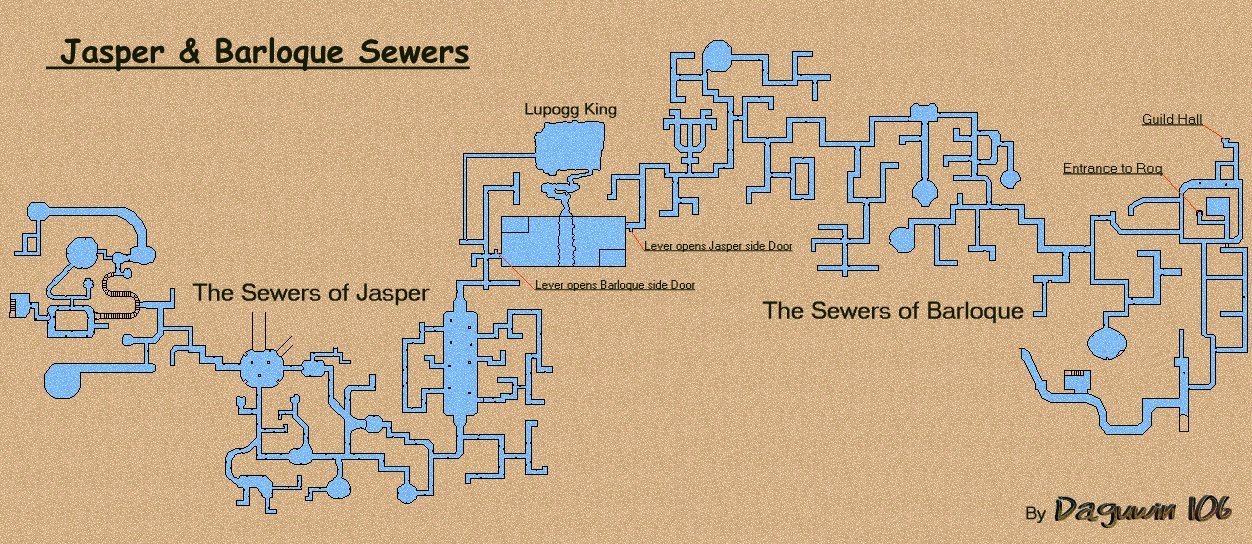 Jasper & Barloque Sewers
Lupogg King
Guild Hall
Entrance to Roq
Lever opens Jasper side Door
Lever opens Barloque side Door
The Sewers of Jasper
The Sewers of Barloque
By Daguwin 106